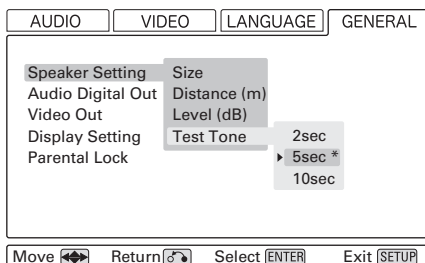 AUDIO VIDEO LANGUAGE GENERAL
Speaker Setting Size
Audio Digital Out Distance (m)
Video Out Level (dB)
Display Setting Test Tone 2sec
Parental Lock 5sec *
10sec
Move Return Select ENTER Exit SETUP